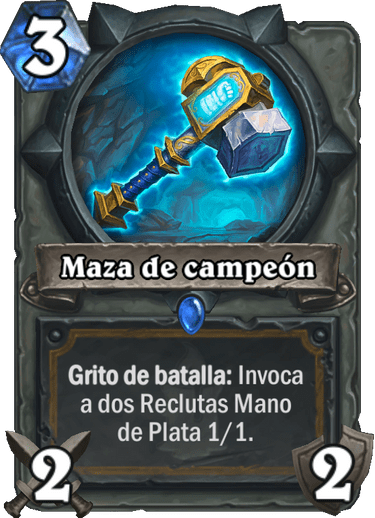 3
Maza de campeón
Grito de batalla: Invoca
a dos Reclutas Mano
de Plata 1/1.
2
2